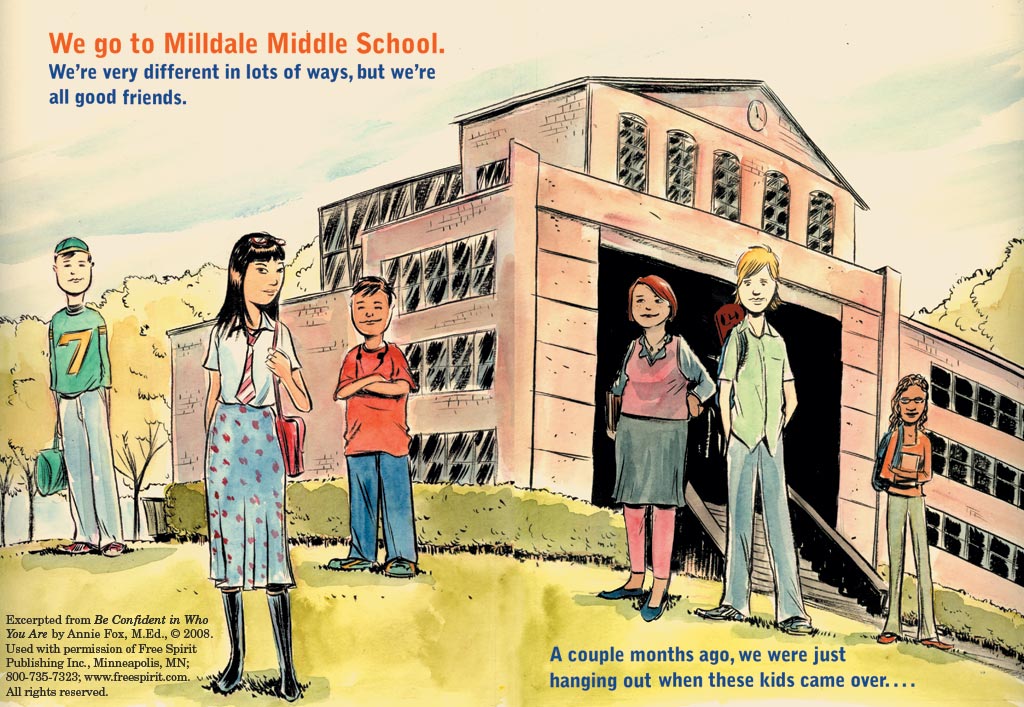 We go to Milldale Middle School.
We’re very different in lots of ways, but we’re
all good friends.
7
Excerpted from Be Confident in Who
You Are by Annie Fox, M.Ed., © 2008.
Used with permission of Free Spirit
Publishing Inc., Minneapolis, MN;
800-735-7323; www.freespirit.com.
All rights reserved.
A couple months ago, we were just
hanging out when these kids came over. . . .